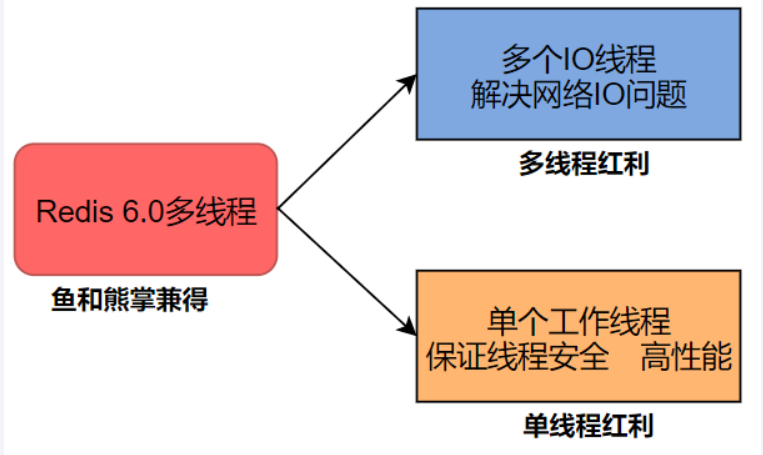 Redis 6.0多线程
鱼和熊掌兼得
多个IO线程
解决网络IO问题
多线程红利
单个工作线程
保证线程安全 高性能
单线程红利